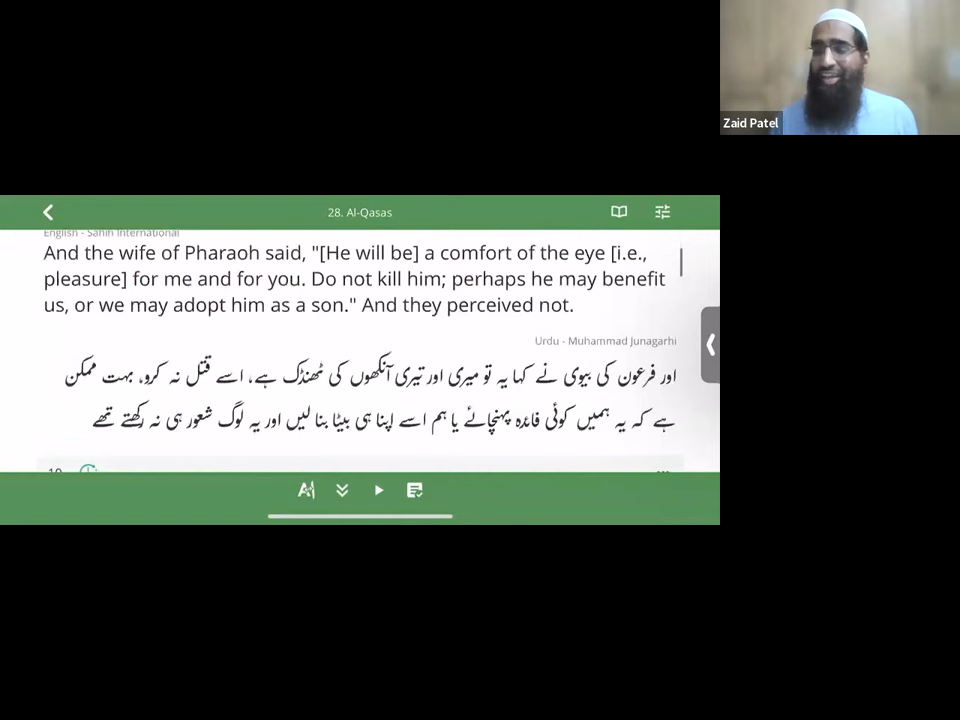 Zaid Patel
28. Al-Qasas
English - Sahih International
And the wife of Pharaoh said, "[He will be] a comfort of the eye [i.e.,
pleasure] for me and for you. Do not kill him; perhaps he may benefit
us, or we may adopt him as a son." And they perceived not.
Urdu - Muhammad Junagarhi
اور فرعون کی بیوی نے کہا یہ تو میری اور تیری آنکھوں کی ٹھنڈک ہے، اسے قتل نہ کرو، بہت ممکن
ہے کہ یہ ہمیں کوئی فائدہ پہنچائے یا ہم اسے اپنا ہی بیٹا بنا لیں اور یہ لوگ شعور ہی نہ رکھتے تھے